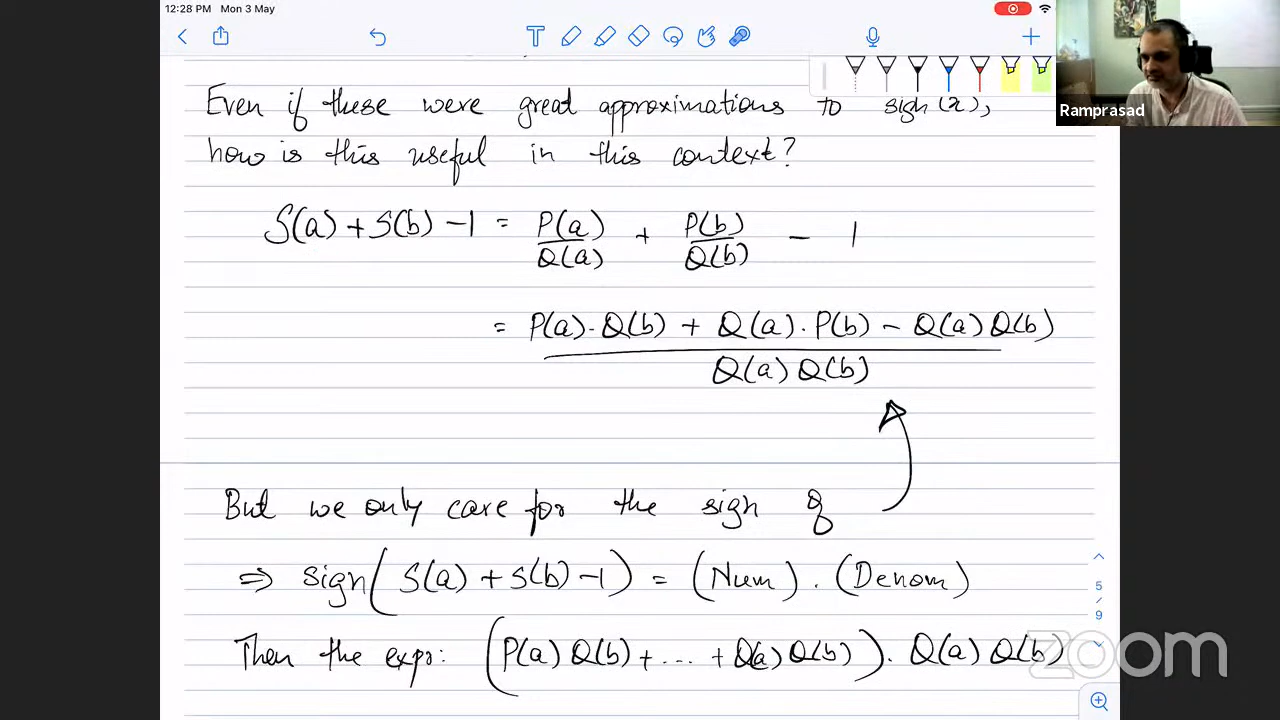 12:28 PM Mon 3 May
Ramprasad
Even if these were great approximations to sign(x),
how is this useful in this context?
S(a) + S(b) - 1 = P(a)/Q(a) + P(b)/Q(b) - 1
= P(a)·Q(b) + Q(a)·P(b) - Q(a)Q(b)
Q(a)Q(b)
But we only care for the sign of
⇒ sign(S(a) + S(b) - 1) = (Num)·(Denom)
Then the expr: (P(a)Q(b) + ... + Q(a)Q(b))·Q(a)Q(b)
5/9
zoom